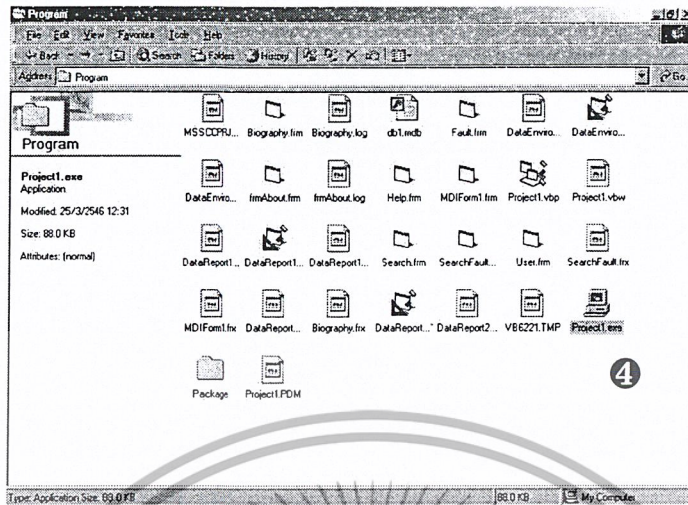 Program
File Edit View Favorites Tools Help
Back Search Folders History
Address Program Go
Program
Project1.exe
Application
Modified: 25/3/2546 12:31
Size: 88.0 KB
Attributes: (normal)
MSSCCPRJ... Biography.frm Biography.log db1.mdb Fault.frm DataEnviro... DataEnviro...
DataEnviro... frmAbout.frm frmAbout.log Help.frm MDIForm1.frm Project1.vbp Project1.vbw
DataReport1... DataReport1... DataReport1... Search.frm SearchFault... User.frm SearchFault.frx
MDIForm1.frx DataReport... Biography.frx DataReport... DataReport2... VB6221.TMP Project1.exe
Package Project1.PDM
4
Type: Application Size: 88.0 KB 88.0 KB My Computer